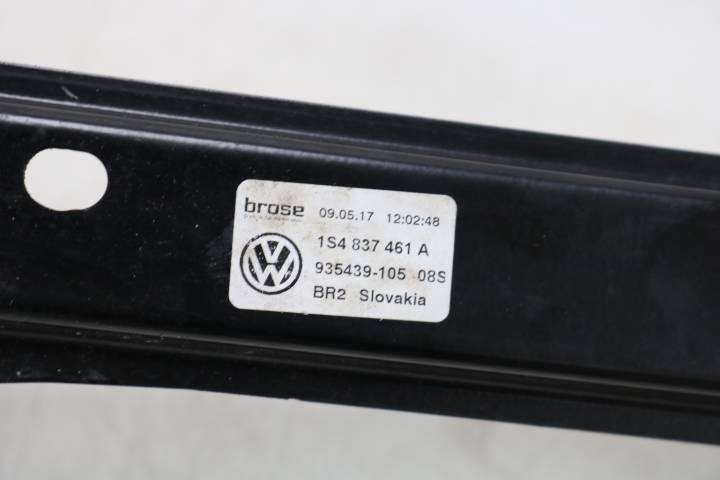 brose 09.05.17 12:02:48
1S4 837 461 A
935439-105 08S
BR2 Slovakia